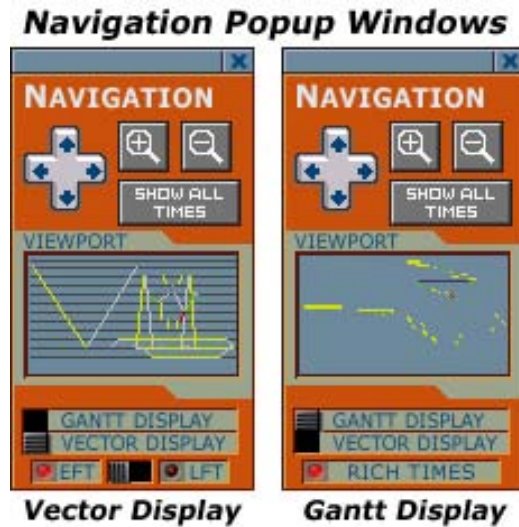 Navigation Popup Windows
NAVIGATION
SHOW ALL
TIMES
VIEWPORT
GANTT DISPLAY
VECTOR DISPLAY
EFT
LFT
Vector Display
NAVIGATION
SHOW ALL
TIMES
VIEWPORT
GANTT DISPLAY
VECTOR DISPLAY
RICH TIMES
Gantt Display